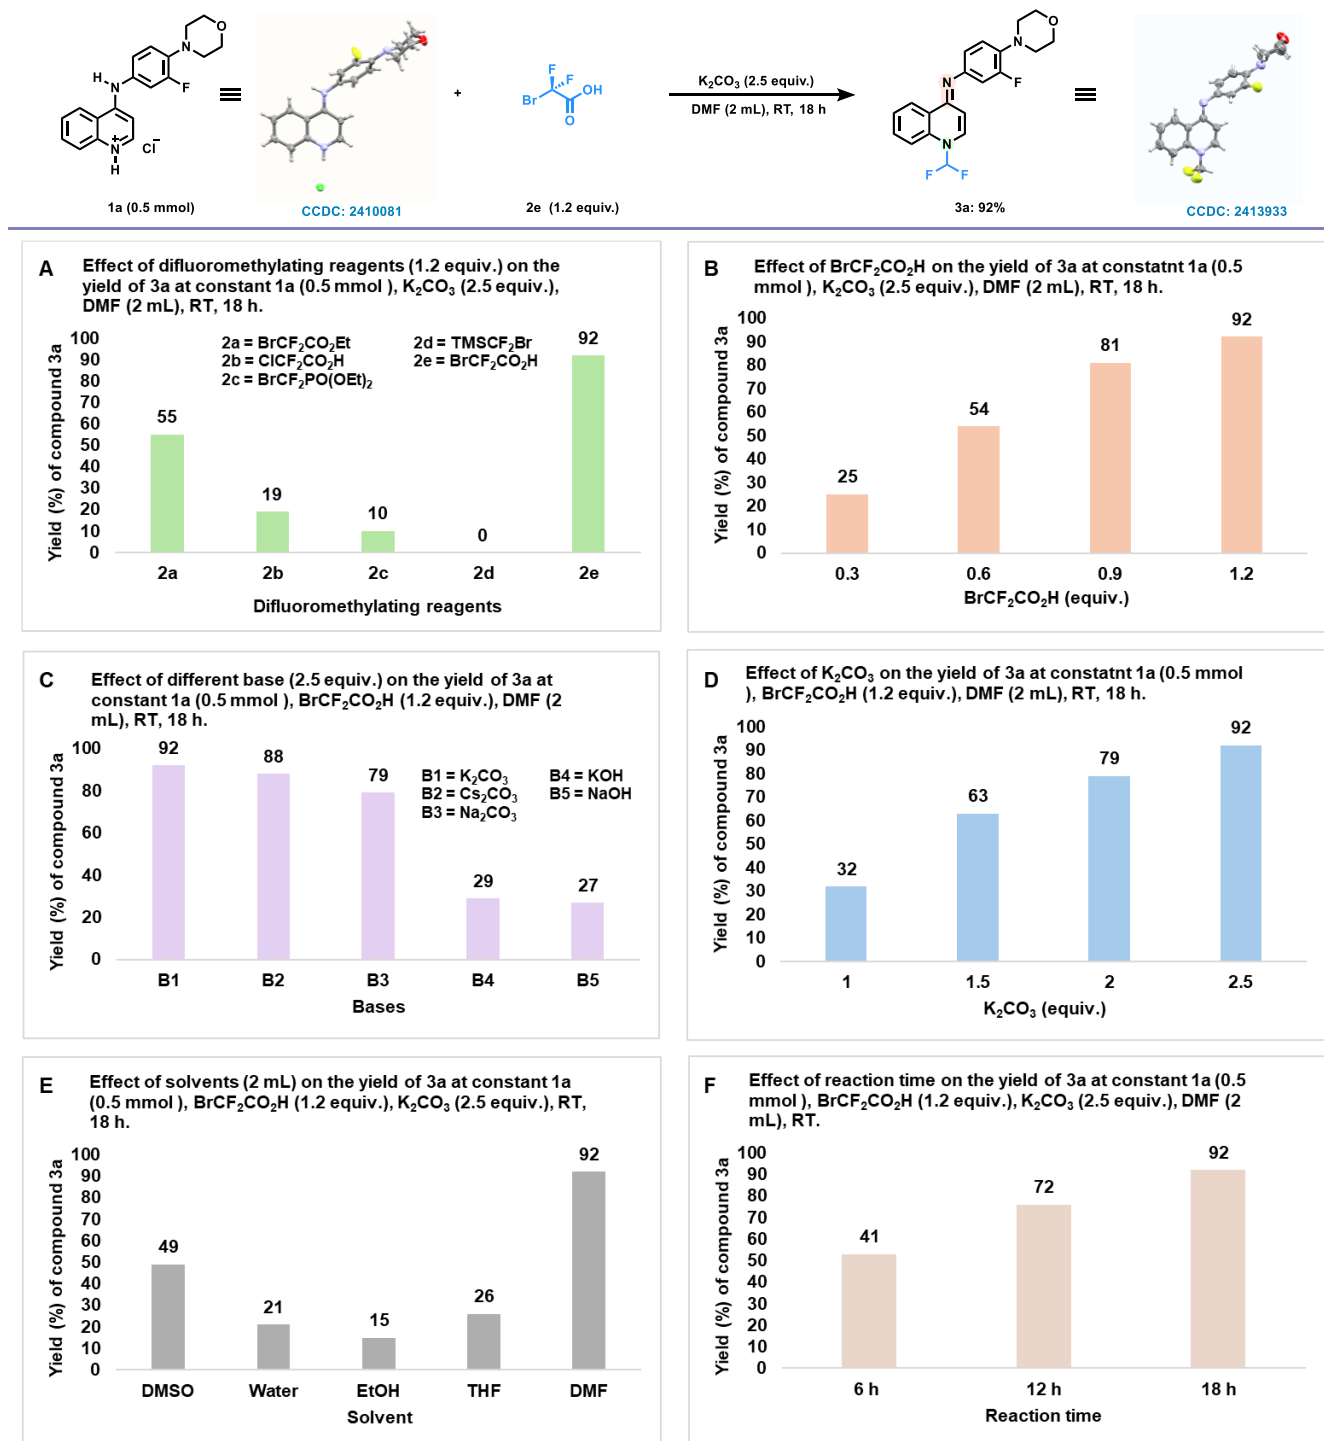 N
O
H
N
F
N
+
H
Cl−
1a (0.5 mmol)
CCDC: 2410081
+
F
F
Br
OH
O
2e (1.2 equiv.)
K₂CO₃ (2.5 equiv.)
DMF (2 mL), RT, 18 h
N
O
N
F
N
F
F
3a: 92%
CCDC: 2413933
A
Effect of difluoromethylating reagents (1.2 equiv.) on the
yield of 3a at constant 1a (0.5 mmol ), K₂CO₃ (2.5 equiv.),
DMF (2 mL), RT, 18 h.
Yield (%) of compound 3a
100
90
80
70
60
50
40
30
20
10
0
2a = BrCF₂CO₂Et
2b = ClCF₂CO₂H
2c = BrCF₂PO(OEt)₂
2d = TMSCF₂Br
2e = BrCF₂CO₂H
55
19
10
0
92
2a
2b
2c
2d
2e
Difluoromethylating reagents
B
Effect of BrCF₂CO₂H on the yield of 3a at constatnt 1a (0.5
mmol ), K₂CO₃ (2.5 equiv.), DMF (2 mL), RT, 18 h.
Yield (%) of compound 3a
100
90
80
70
60
50
40
30
20
10
0
25
54
81
92
0.3
0.6
0.9
1.2
BrCF₂CO₂H (equiv.)
C
Effect of different base (2.5 equiv.) on the yield of 3a at
constant 1a (0.5 mmol ), BrCF₂CO₂H (1.2 equiv.), DMF (2
mL), RT, 18 h.
Yield (%) of compound 3a
100
80
60
40
20
0
92
88
79
29
27
B1 = K₂CO₃
B2 = Cs₂CO₃
B3 = Na₂CO₃
B4 = KOH
B5 = NaOH
B1
B2
B3
B4
B5
Bases
D
Effect of K₂CO₃ on the yield of 3a at constatnt 1a (0.5 mmol
), BrCF₂CO₂H (1.2 equiv.), DMF (2 mL), RT, 18 h.
Yield (%) of compound 3a
100
90
80
70
60
50
40
30
20
10
0
32
63
79
92
1
1.5
2
2.5
K₂CO₃ (equiv.)
E
Effect of solvents (2 mL) on the yield of 3a at constant 1a
(0.5 mmol ), BrCF₂CO₂H (1.2 equiv.), K₂CO₃ (2.5 equiv.), RT,
18 h.
Yield (%) of compound 3a
100
90
80
70
60
50
40
30
20
10
0
49
21
15
26
92
DMSO
Water
EtOH
THF
DMF
Solvent
F
Effect of reaction time on the yield of 3a at constant 1a (0.5
mmol ), BrCF₂CO₂H (1.2 equiv.), K₂CO₃ (2.5 equiv.), DMF (2
mL), RT.
Yield (%) of compound 3a
100
90
80
70
60
50
40
30
20
10
0
41
72
92
6 h
12 h
18 h
Reaction time